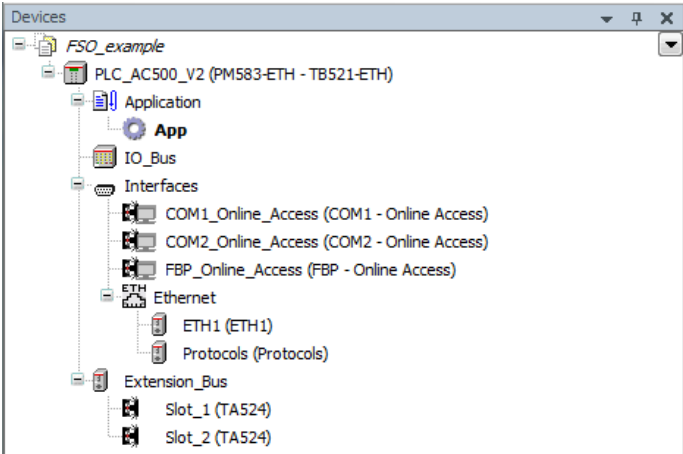 Devices
FSO_example
PLC_AC500_V2 (PM583-ETH - TB521-ETH)
Application
App
IO_Bus
Interfaces
COM1_Online_Access (COM1 - Online Access)
COM2_Online_Access (COM2 - Online Access)
FBP_Online_Access (FBP - Online Access)
ETH Ethernet
ETH1 (ETH1)
Protocols (Protocols)
Extension_Bus
Slot_1 (TA524)
Slot_2 (TA524)